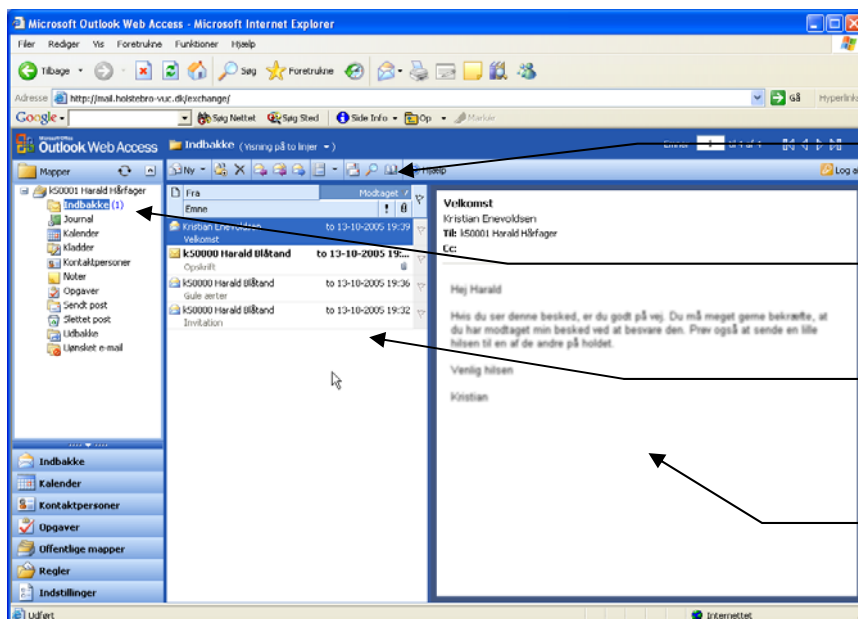 Microsoft Outlook Web Access - Microsoft Internet Explorer
Filer Rediger Vis Foretrukne Funktioner Hjælp
Tilbage Søg Foretrukne
Adresse http://mail.holstebro-vuc.dk/exchange/ Gå Hyperlinks
Google Søg Nettet Søg Sted Side Info Op Markér
Microsoft Office
Outlook Web Access Indbakke (Visning på to linjer) Emner 1
Mapper Ny Hjælp Log a
k50001 Harald Hårfager
Indbakke (1)
Journal
Kalender
Kladder
Kontaktpersoner
Noter
Opgaver
Sendt post
Slettet post
Udbakke
Uønsket e-mail
Indbakke
Kalender
Kontaktpersoner
Opgaver
Offentlige mapper
Regler
Indstillinger
Fra Modtaget
Emne
Kristian Enevoldsen to 13-10-2005 19:39
Velkomst
k50000 Harald Blåtand to 13-10-2005 19:...
Opskrift
k50000 Harald Blåtand to 13-10-2005 19:36
Gule ærter
k50000 Harald Blåtand to 13-10-2005 19:32
Invitation
Velkomst
Kristian Enevoldsen
Til: k50001 Harald Hårfager
Cc:
Hej Harald
Hvis du ser denne besked, er du godt på vej. Du må meget gerne bekræfte, at
du har modtaget min besked ved at besvare den. Prøv også at sende en lille
hilsen til en af de andre på holdet.
Venlig hilsen
Kristian
Udført Internettet